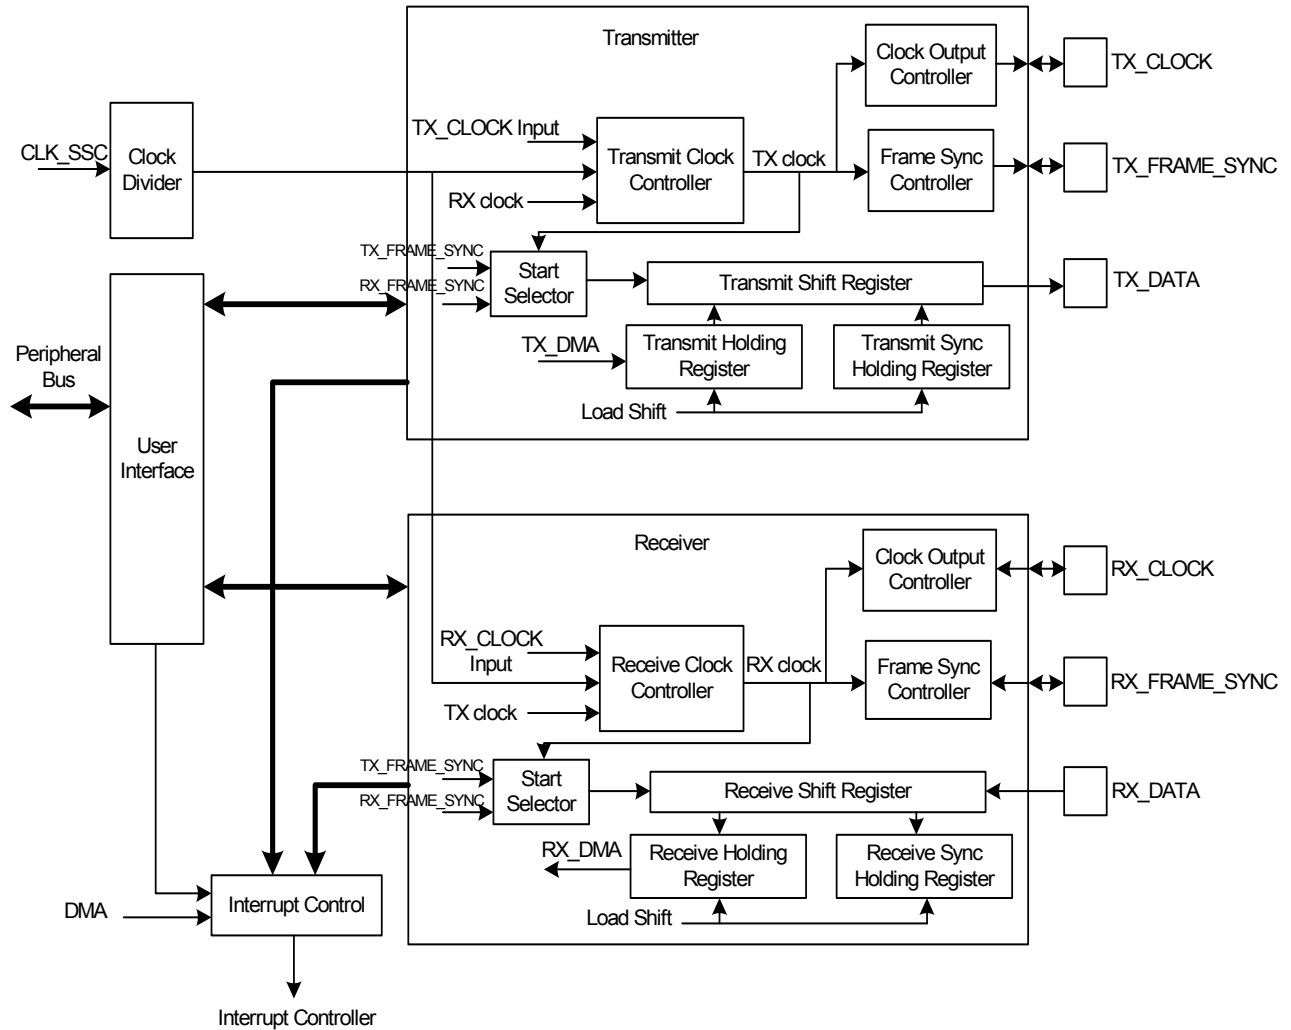 Transmitter
Clock Output
Controller
TX_CLOCK
CLK_SSC
Clock
Divider
TX_CLOCK Input
Transmit Clock
Controller
RX clock
TX clock
Frame Sync
Controller
TX_FRAME_SYNC
TX_FRAME_SYNC
RX_FRAME_SYNC
Start
Selector
Transmit Shift Register
TX_DATA
TX_DMA
Transmit Holding
Register
Transmit Sync
Holding Register
Load Shift
Peripheral
Bus
User
Interface
Receiver
Clock Output
Controller
RX_CLOCK
RX_CLOCK
Input
Receive Clock
Controller
TX clock
RX clock
Frame Sync
Controller
RX_FRAME_SYNC
TX_FRAME_SYNC
RX_FRAME_SYNC
Start
Selector
Receive Shift Register
RX_DATA
RX_DMA
Receive Holding
Register
Receive Sync
Holding Register
Load Shift
DMA
Interrupt Control
Interrupt Controller